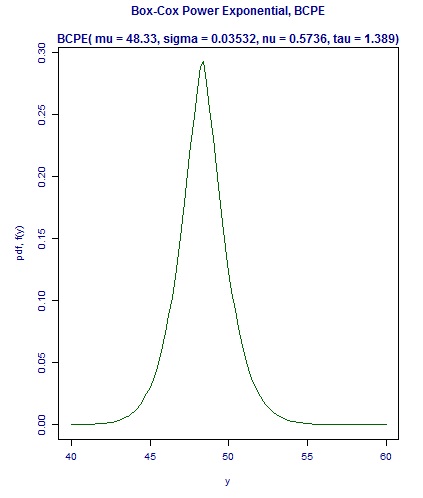 Box-Cox Power Exponential, BCPE
BCPE( mu = 48.33, sigma = 0.03532, nu = 0.5736, tau = 1.389)
0.30
0.25
0.20
0.15
0.10
0.05
0.00
pdf, f(y)
40 45 50 55 60
y